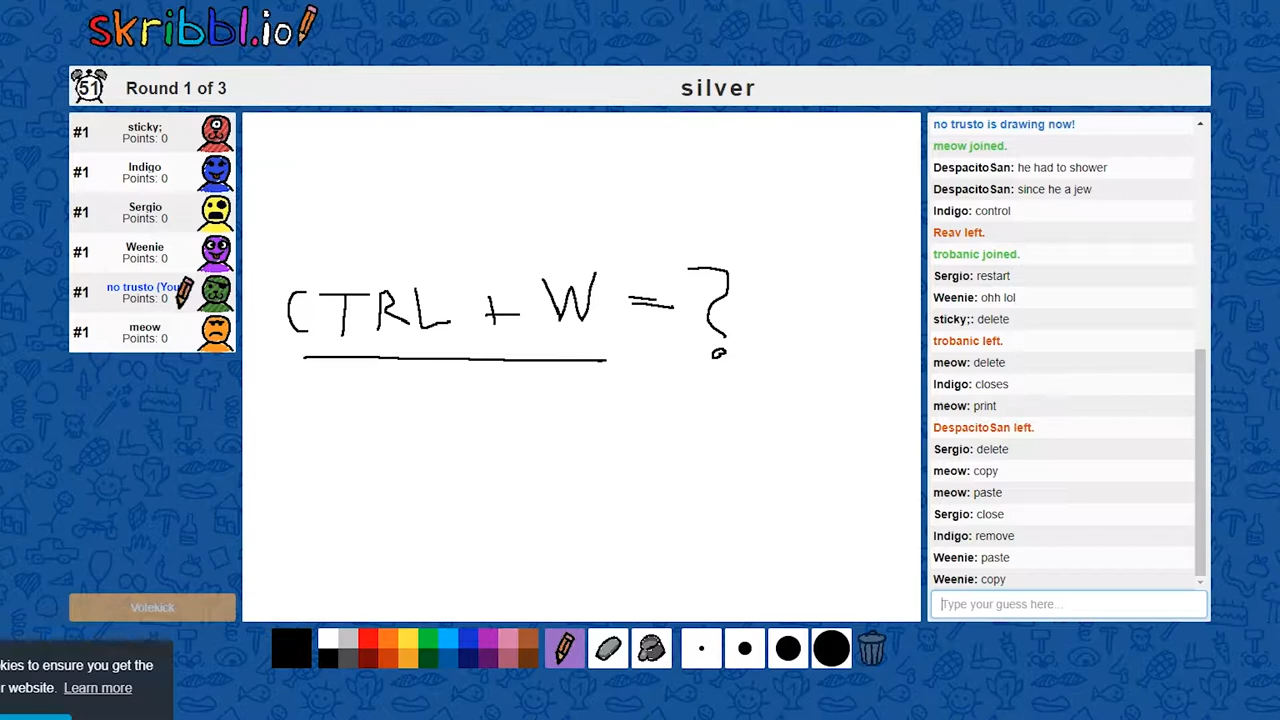 skribbl.io
51
Round 1 of 3
silver
#1
sticky;
Points: 0
#1
Indigo
Points: 0
#1
Sergio
Points: 0
#1
Weenie
Points: 0
#1
no trusto (You
Points: 0
#1
meow
Points: 0
Votekick
CTRL + W = ?
no trusto is drawing now!
meow joined.
DespacitoSan: he had to shower
DespacitoSan: since he a jew
Indigo: control
Reav left.
trobanic joined.
Sergio: restart
Weenie: ohh lol
sticky;: delete
trobanic left.
meow: delete
Indigo: closes
meow: print
DespacitoSan left.
Sergio: delete
meow: copy
meow: paste
Sergio: close
Indigo: remove
Weenie: paste
Weenie: copy
Type your guess here...
kies to ensure you get the
r website. Learn more